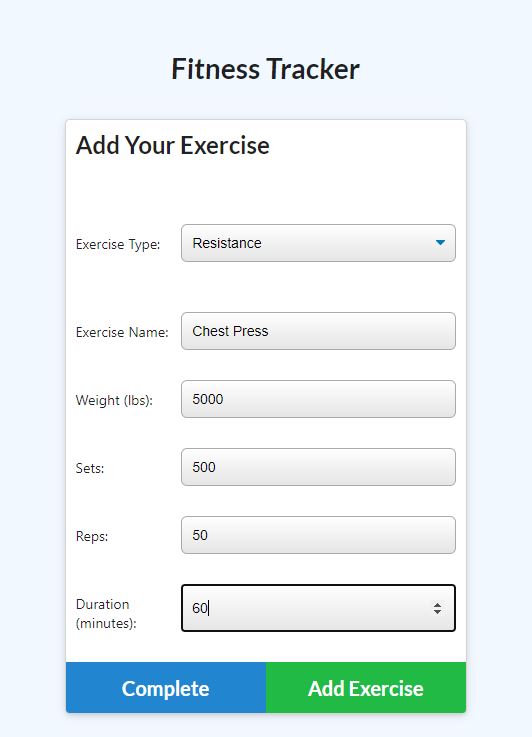 Fitness Tracker
Add Your Exercise
Exercise Type: Resistance
Exercise Name: Chest Press
Weight (lbs): 5000
Sets: 500
Reps: 50
Duration
(minutes): 60
Complete Add Exercise